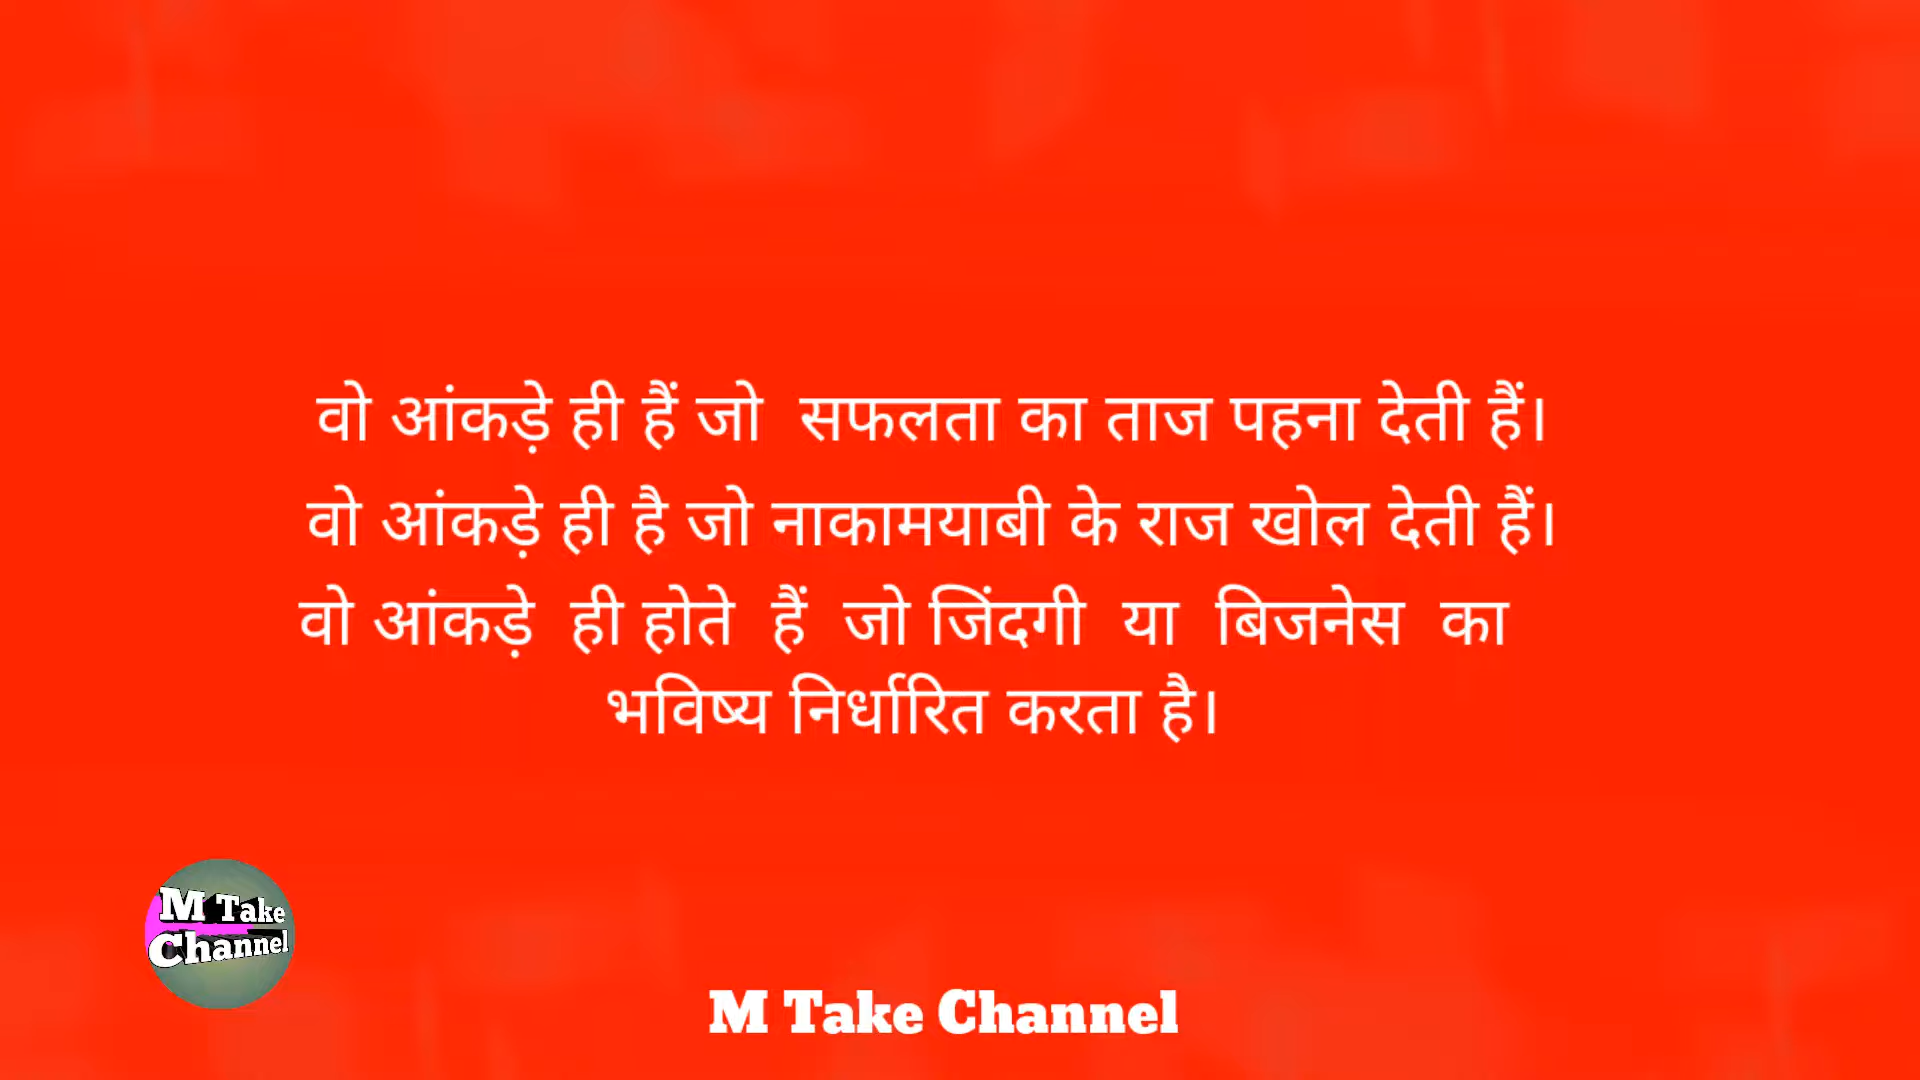 वो आंकड़े ही हैं जो सफलता का ताज पहना देती हैं।
वो आंकड़े ही है जो नाकामयाबी के राज खोल देती हैं।
वो आंकड़े ही होते हैं जो जिंदगी या बिजनेस का
भविष्य निर्धारित करता है।
M Take
Channel
M Take Channel